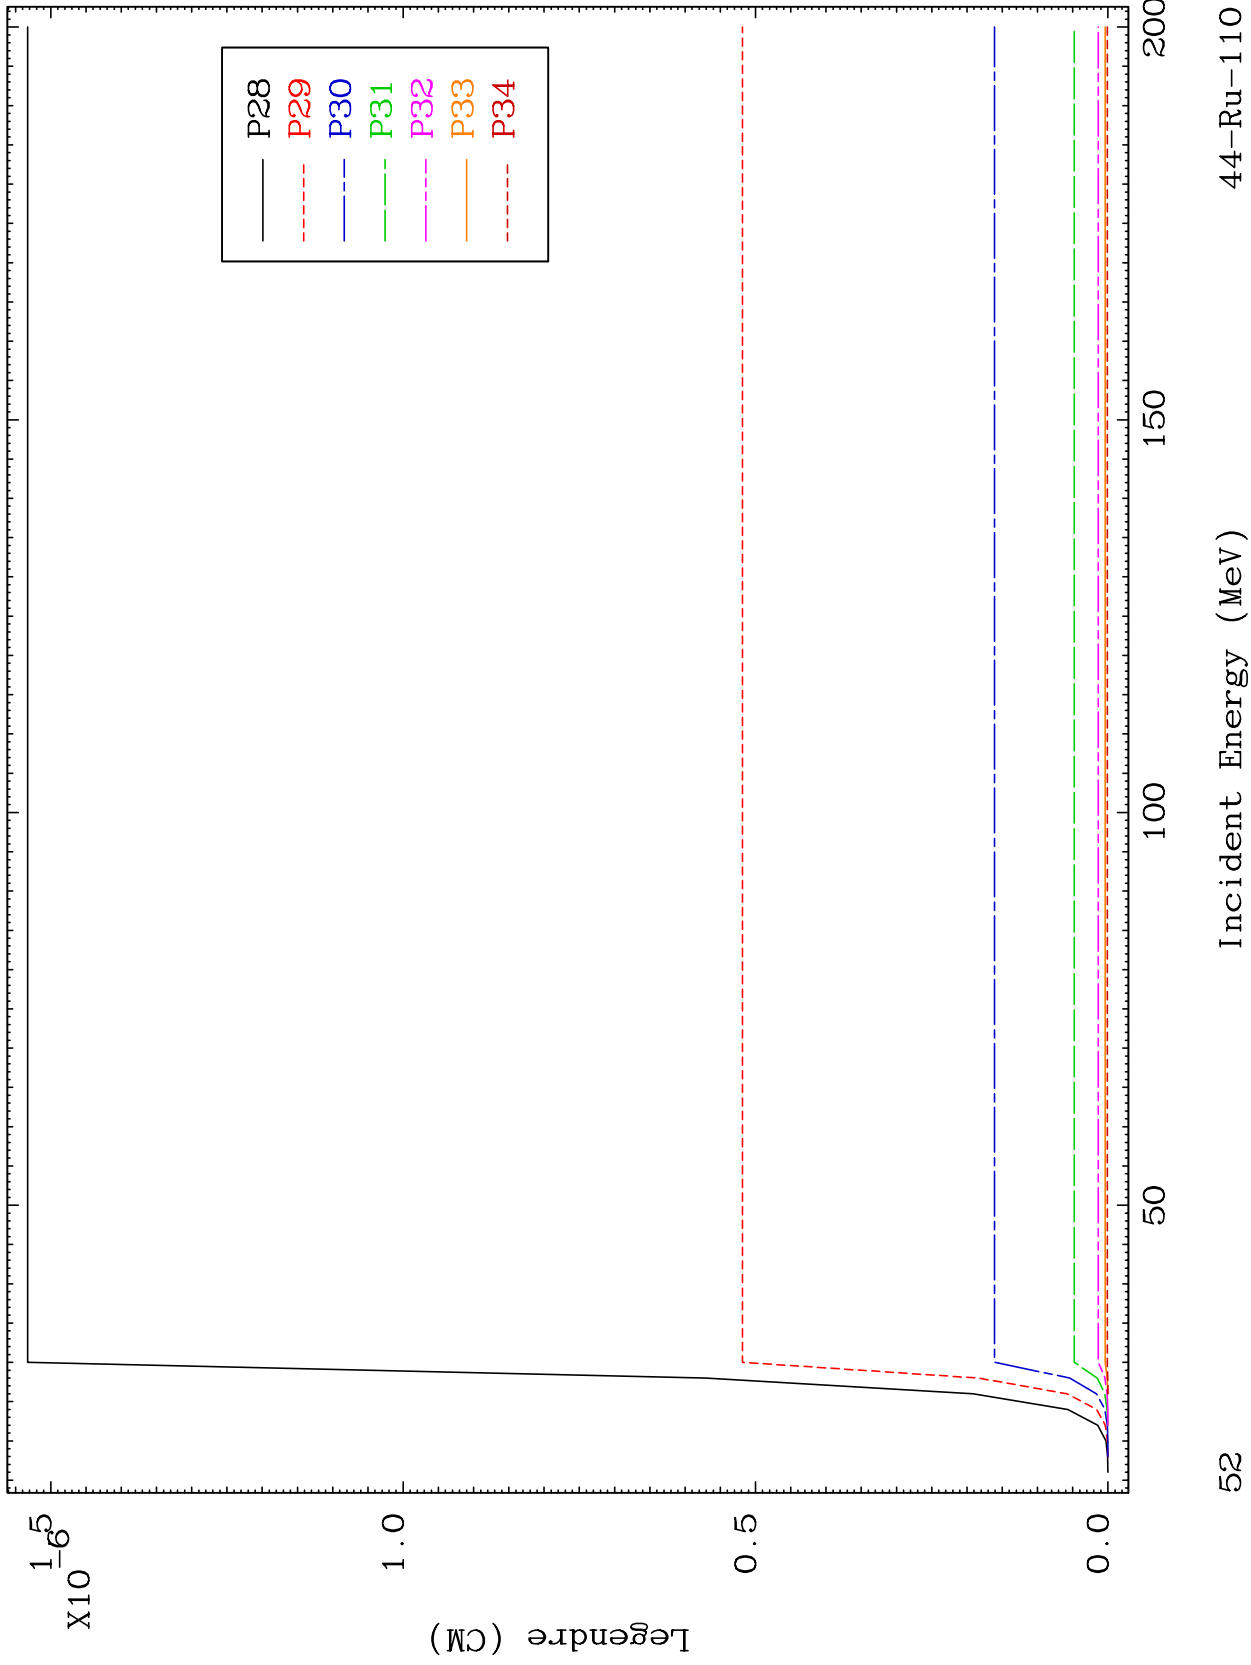 X10
-6
1.5
1.0
0.5
0.0
Legendre (CM)
P28
P29
P30
P31
P32
P33
P34
50
100
150
200
Incident Energy (MeV)
52
44-Ru-110